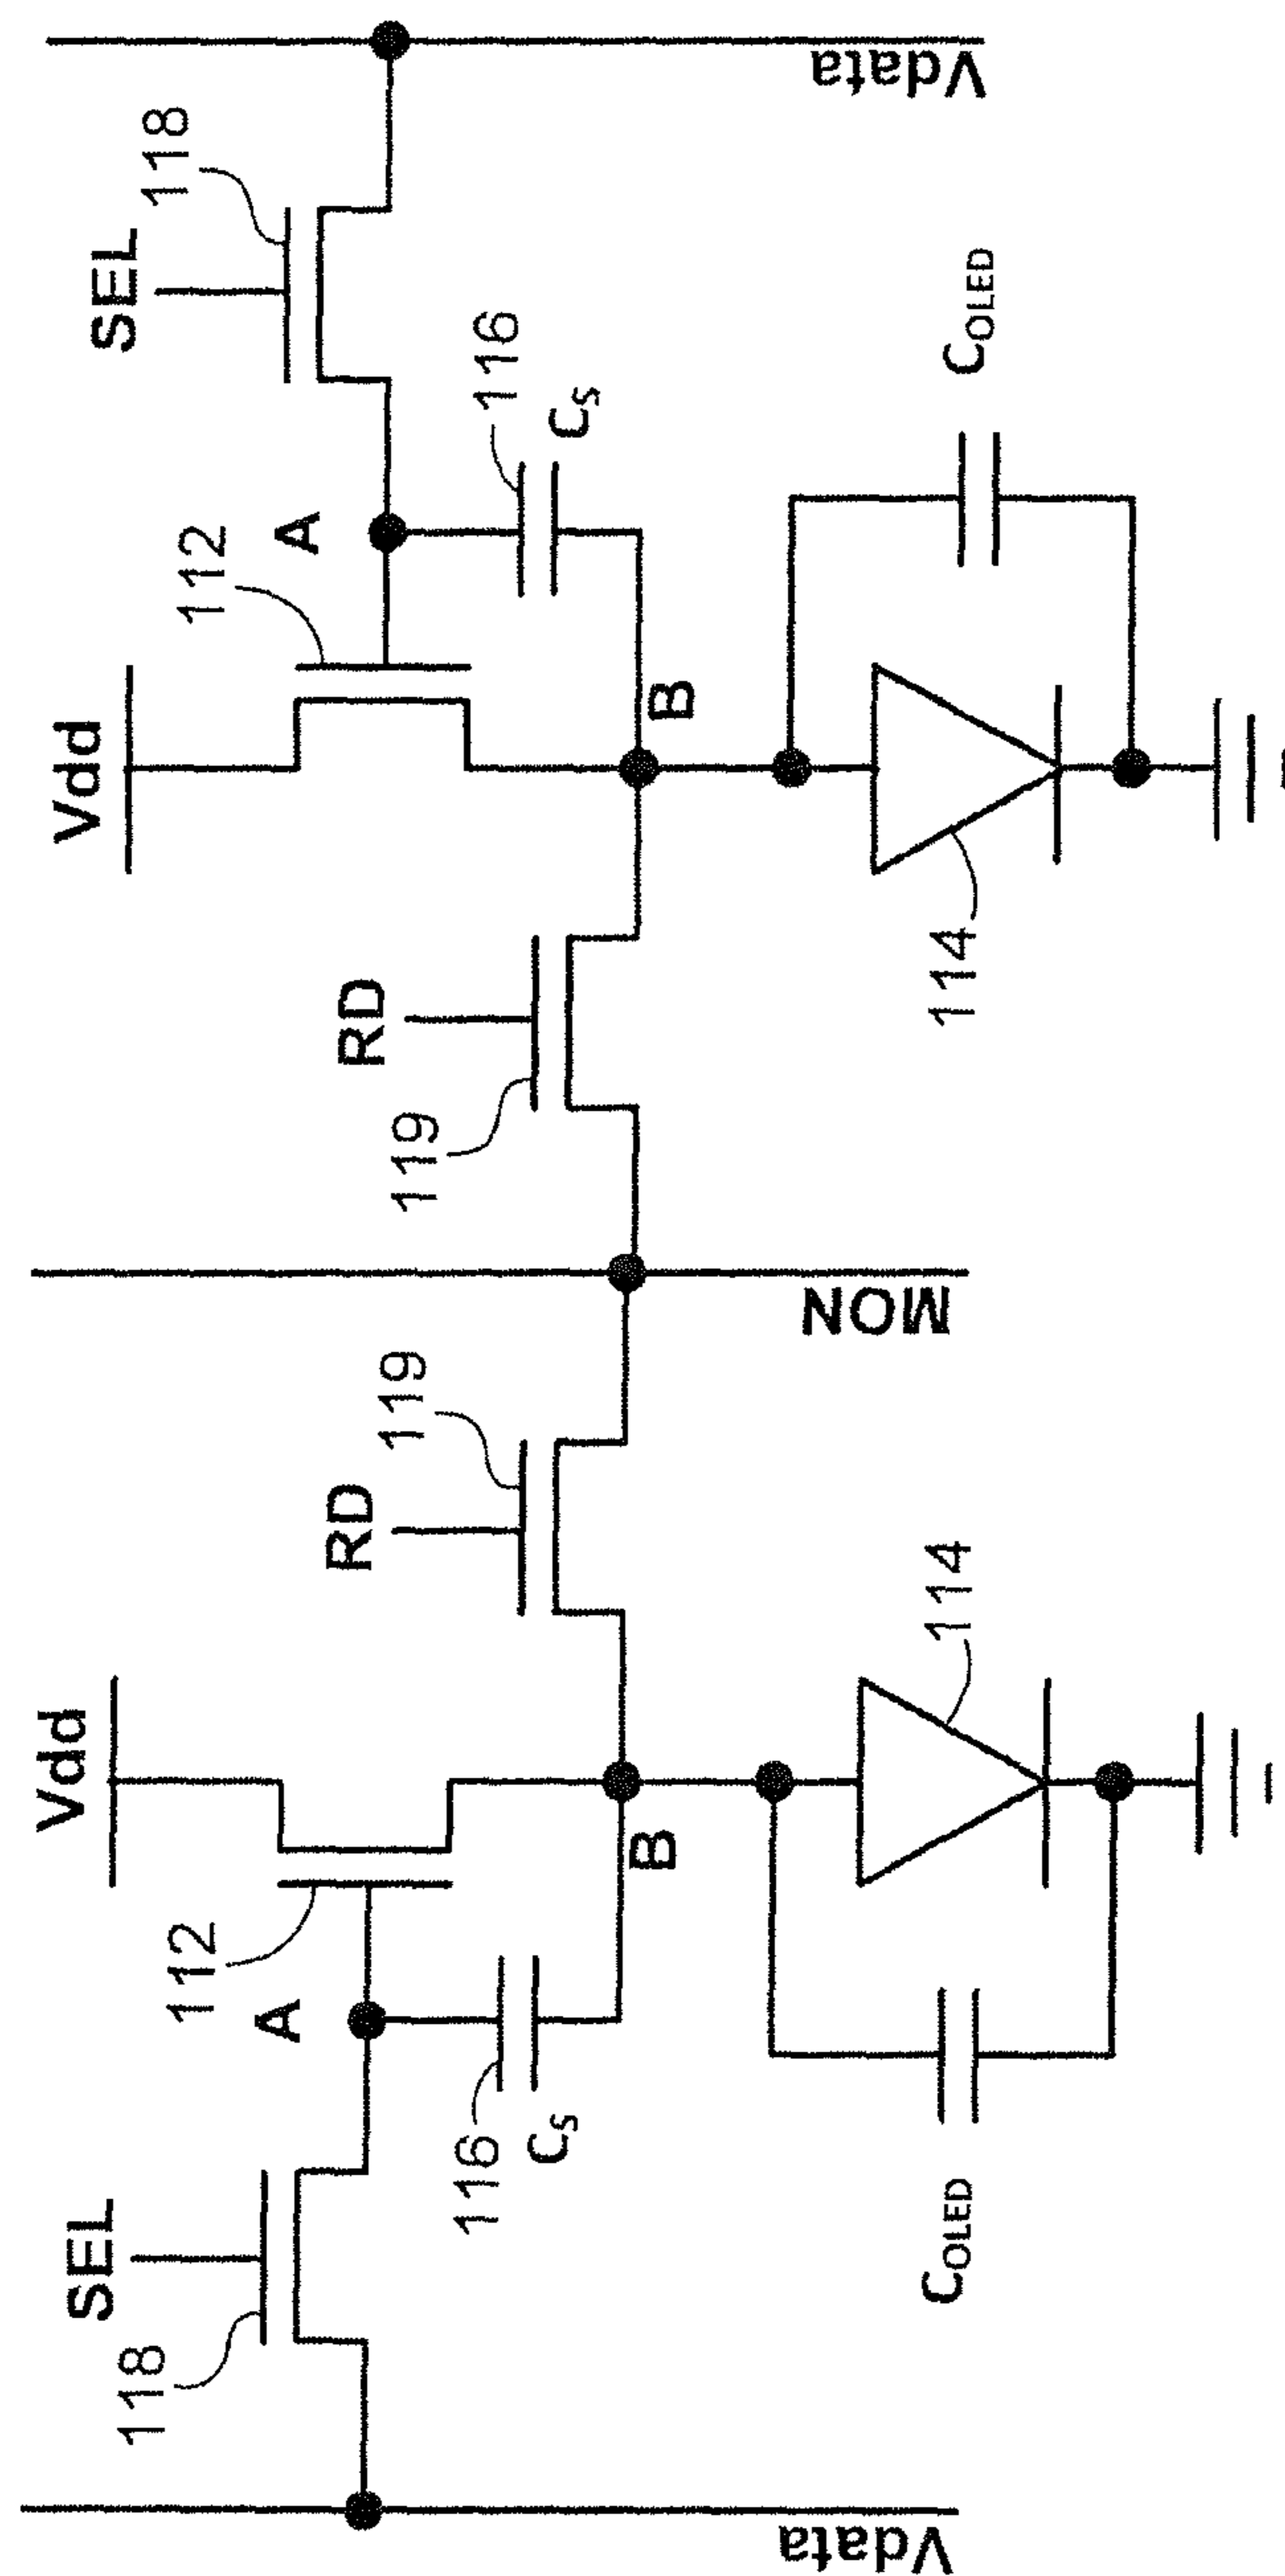 Vdata
118
SEL
116
Cs
A
112
Vdd
B
COLED
114
RD
119
MON
119
RD
Vdd
112
A
B
116
Cs
114
COLED
SEL
118
Vdata